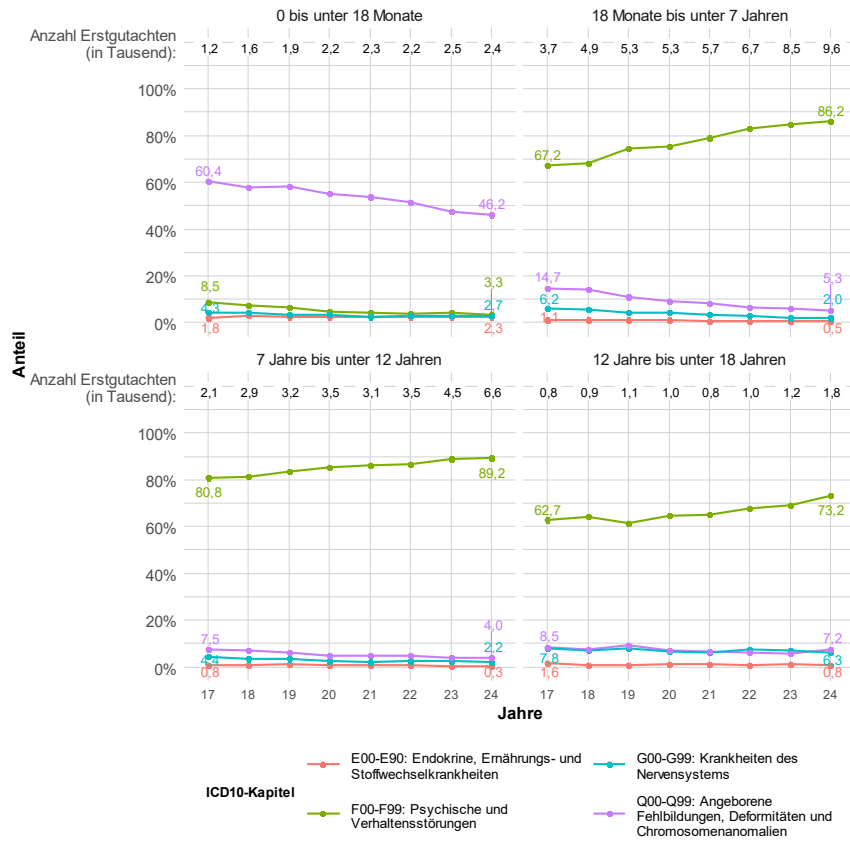 0 bis unter 18 Monate
18 Monate bis unter 7 Jahren
Anzahl Erstgutachten
(in Tausend):
1,2 1,6 1,9 2,2 2,3 2,2 2,5 2,4
3,7 4,9 5,3 5,3 5,7 6,7 8,5 9,6
100%
80%
60%
40%
20%
0%
60,4
46,2
8,5
3,3
4,3
2,7
1,8
2,3
67,2
86,2
14,7
5,3
6,2
2,0
1,1
0,5
Anteil
7 Jahre bis unter 12 Jahren
12 Jahre bis unter 18 Jahren
Anzahl Erstgutachten
(in Tausend):
2,1 2,9 3,2 3,5 3,1 3,5 4,5 6,6
0,8 0,9 1,1 1,0 0,8 1,0 1,2 1,8
100%
80%
60%
40%
20%
0%
80,8
89,2
7,5
4,0
4,4
2,2
0,8
0,3
62,7
73,2
8,5
7,2
7,8
6,3
1,6
0,8
17 18 19 20 21 22 23 24
17 18 19 20 21 22 23 24
Jahre
ICD10-Kapitel
E00-E90: Endokrine, Ernährungs- und
Stoffwechselkrankheiten
F00-F99: Psychische und
Verhaltensstörungen
G00-G99: Krankheiten des
Nervensystems
Q00-Q99: Angeborene
Fehlbildungen, Deformitäten und
Chromosomenanomalien